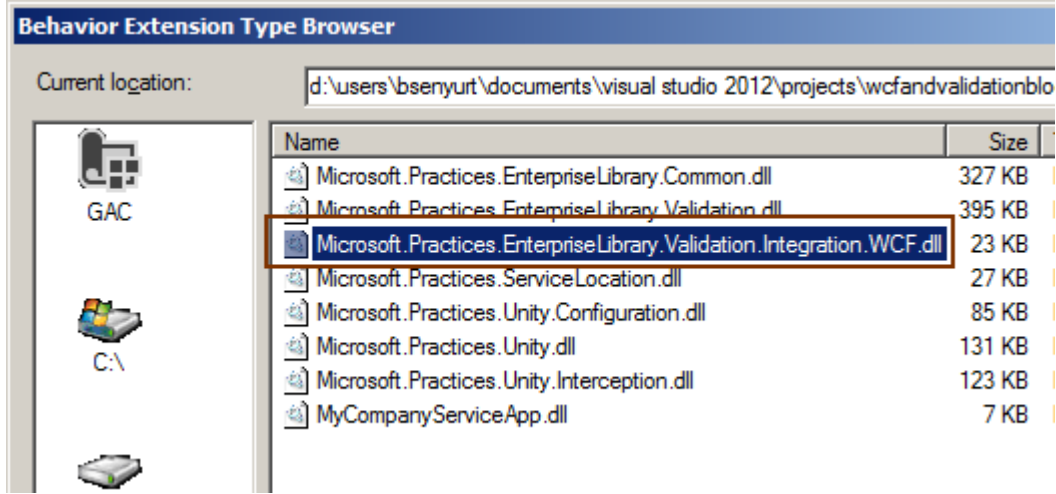 Behavior Extension Type Browser
Current location:
d:\users\bsenyurt\documents\visual studio 2012\projects\wcfandvalidationblo
Name Size
Microsoft.Practices.EnterpriseLibrary.Common.dll 327 KB
GAC
Microsoft.Practices.EnterpriseLibrary.Validation.dll 395 KB
Microsoft.Practices.EnterpriseLibrary.Validation.Integration.WCF.dll 23 KB
Microsoft.Practices.ServiceLocation.dll 27 KB
Microsoft.Practices.Unity.Configuration.dll 85 KB
Microsoft.Practices.Unity.dll 131 KB
C:\
Microsoft.Practices.Unity.Interception.dll 123 KB
MyCompanyServiceApp.dll 7 KB